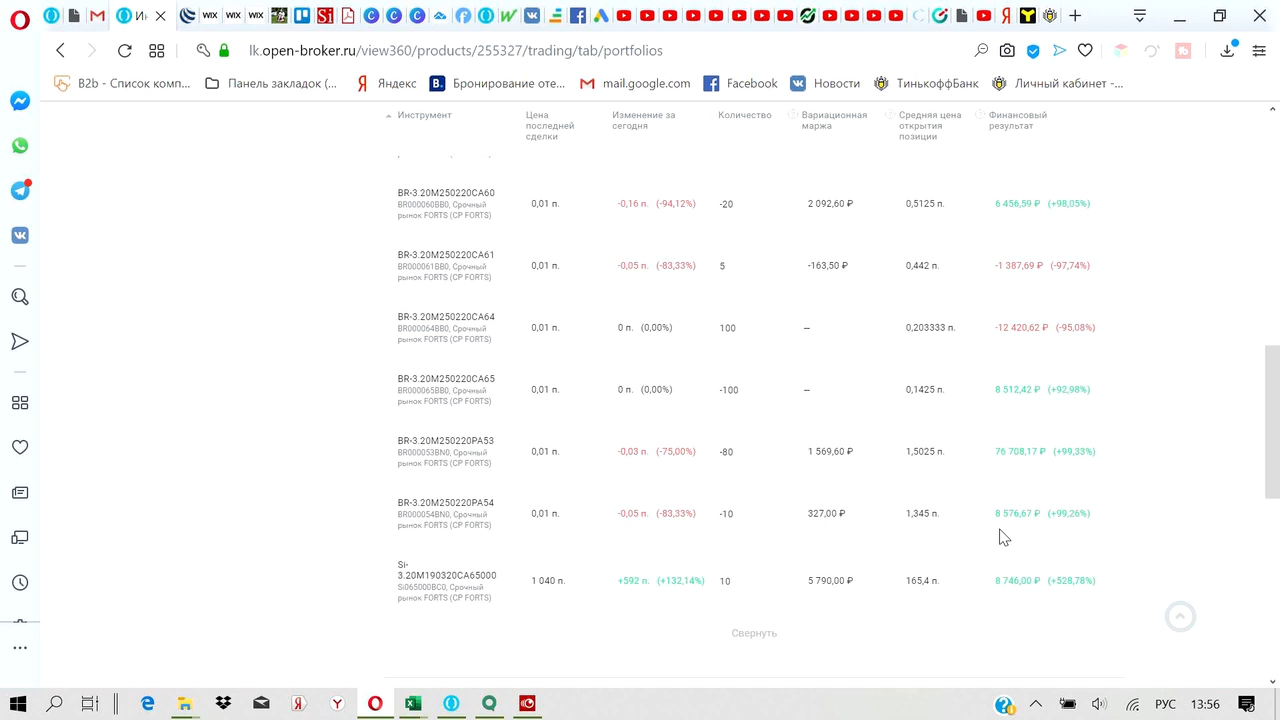 Ин
WIX
WIX
WIX
Si
lk.open-broker.ru/view360/products/255327/trading/tab/portfolios
B2b - Список комп...
Панель закладок (...
Яндекс
Бронирование оте...
mail.google.com
Facebook
Новости
ТинькоффБанк
Личный кабинет -...
Инструмент
Цена
последней
сделки
Изменение за
сегодня
Количество
Вариационная
маржа
Средняя цена
открытия
позиции
Финансовый
результат
BR-3.20M250220CA60
BR000060BB0, Срочный
рынок FORTS (СР FORTS)
0,01 п.
-0,16 п. (-94,12%)
-20
2 092,60 ₽
0,5125 п.
6 456,59 ₽ (+98,05%)
BR-3.20M250220CA61
BR000061BB0, Срочный
рынок FORTS (СР FORTS)
0,01 п.
-0,05 п. (-83,33%)
5
-163,50 ₽
0,442 п.
-1 387,69 ₽ (-97,74%)
BR-3.20M250220CA64
BR000064BB0, Срочный
рынок FORTS (СР FORTS)
0,01 п.
0 п. (0,00%)
100
–
0,203333 п.
-12 420,62 ₽ (-95,08%)
BR-3.20M250220CA65
BR000065BB0, Срочный
рынок FORTS (СР FORTS)
0,01 п.
0 п. (0,00%)
-100
–
0,1425 п.
8 512,42 ₽ (+92,98%)
BR-3.20M250220PA53
BR000053BN0, Срочный
рынок FORTS (СР FORTS)
0,01 п.
-0,03 п. (-75,00%)
-80
1 569,60 ₽
1,5025 п.
76 708,17 ₽ (+99,33%)
BR-3.20M250220PA54
BR000054BN0, Срочный
рынок FORTS (СР FORTS)
0,01 п.
-0,05 п. (-83,33%)
-10
327,00 ₽
1,345 п.
8 576,67 ₽ (+99,26%)
Si-
3.20M190320CA65000
Si065000BC0, Срочный
рынок FORTS (СР FORTS)
1 040 п.
+592 п. (+132,14%)
10
5 790,00 ₽
165,4 п.
8 746,00 ₽ (+528,78%)
Свернуть
РУС
13:56